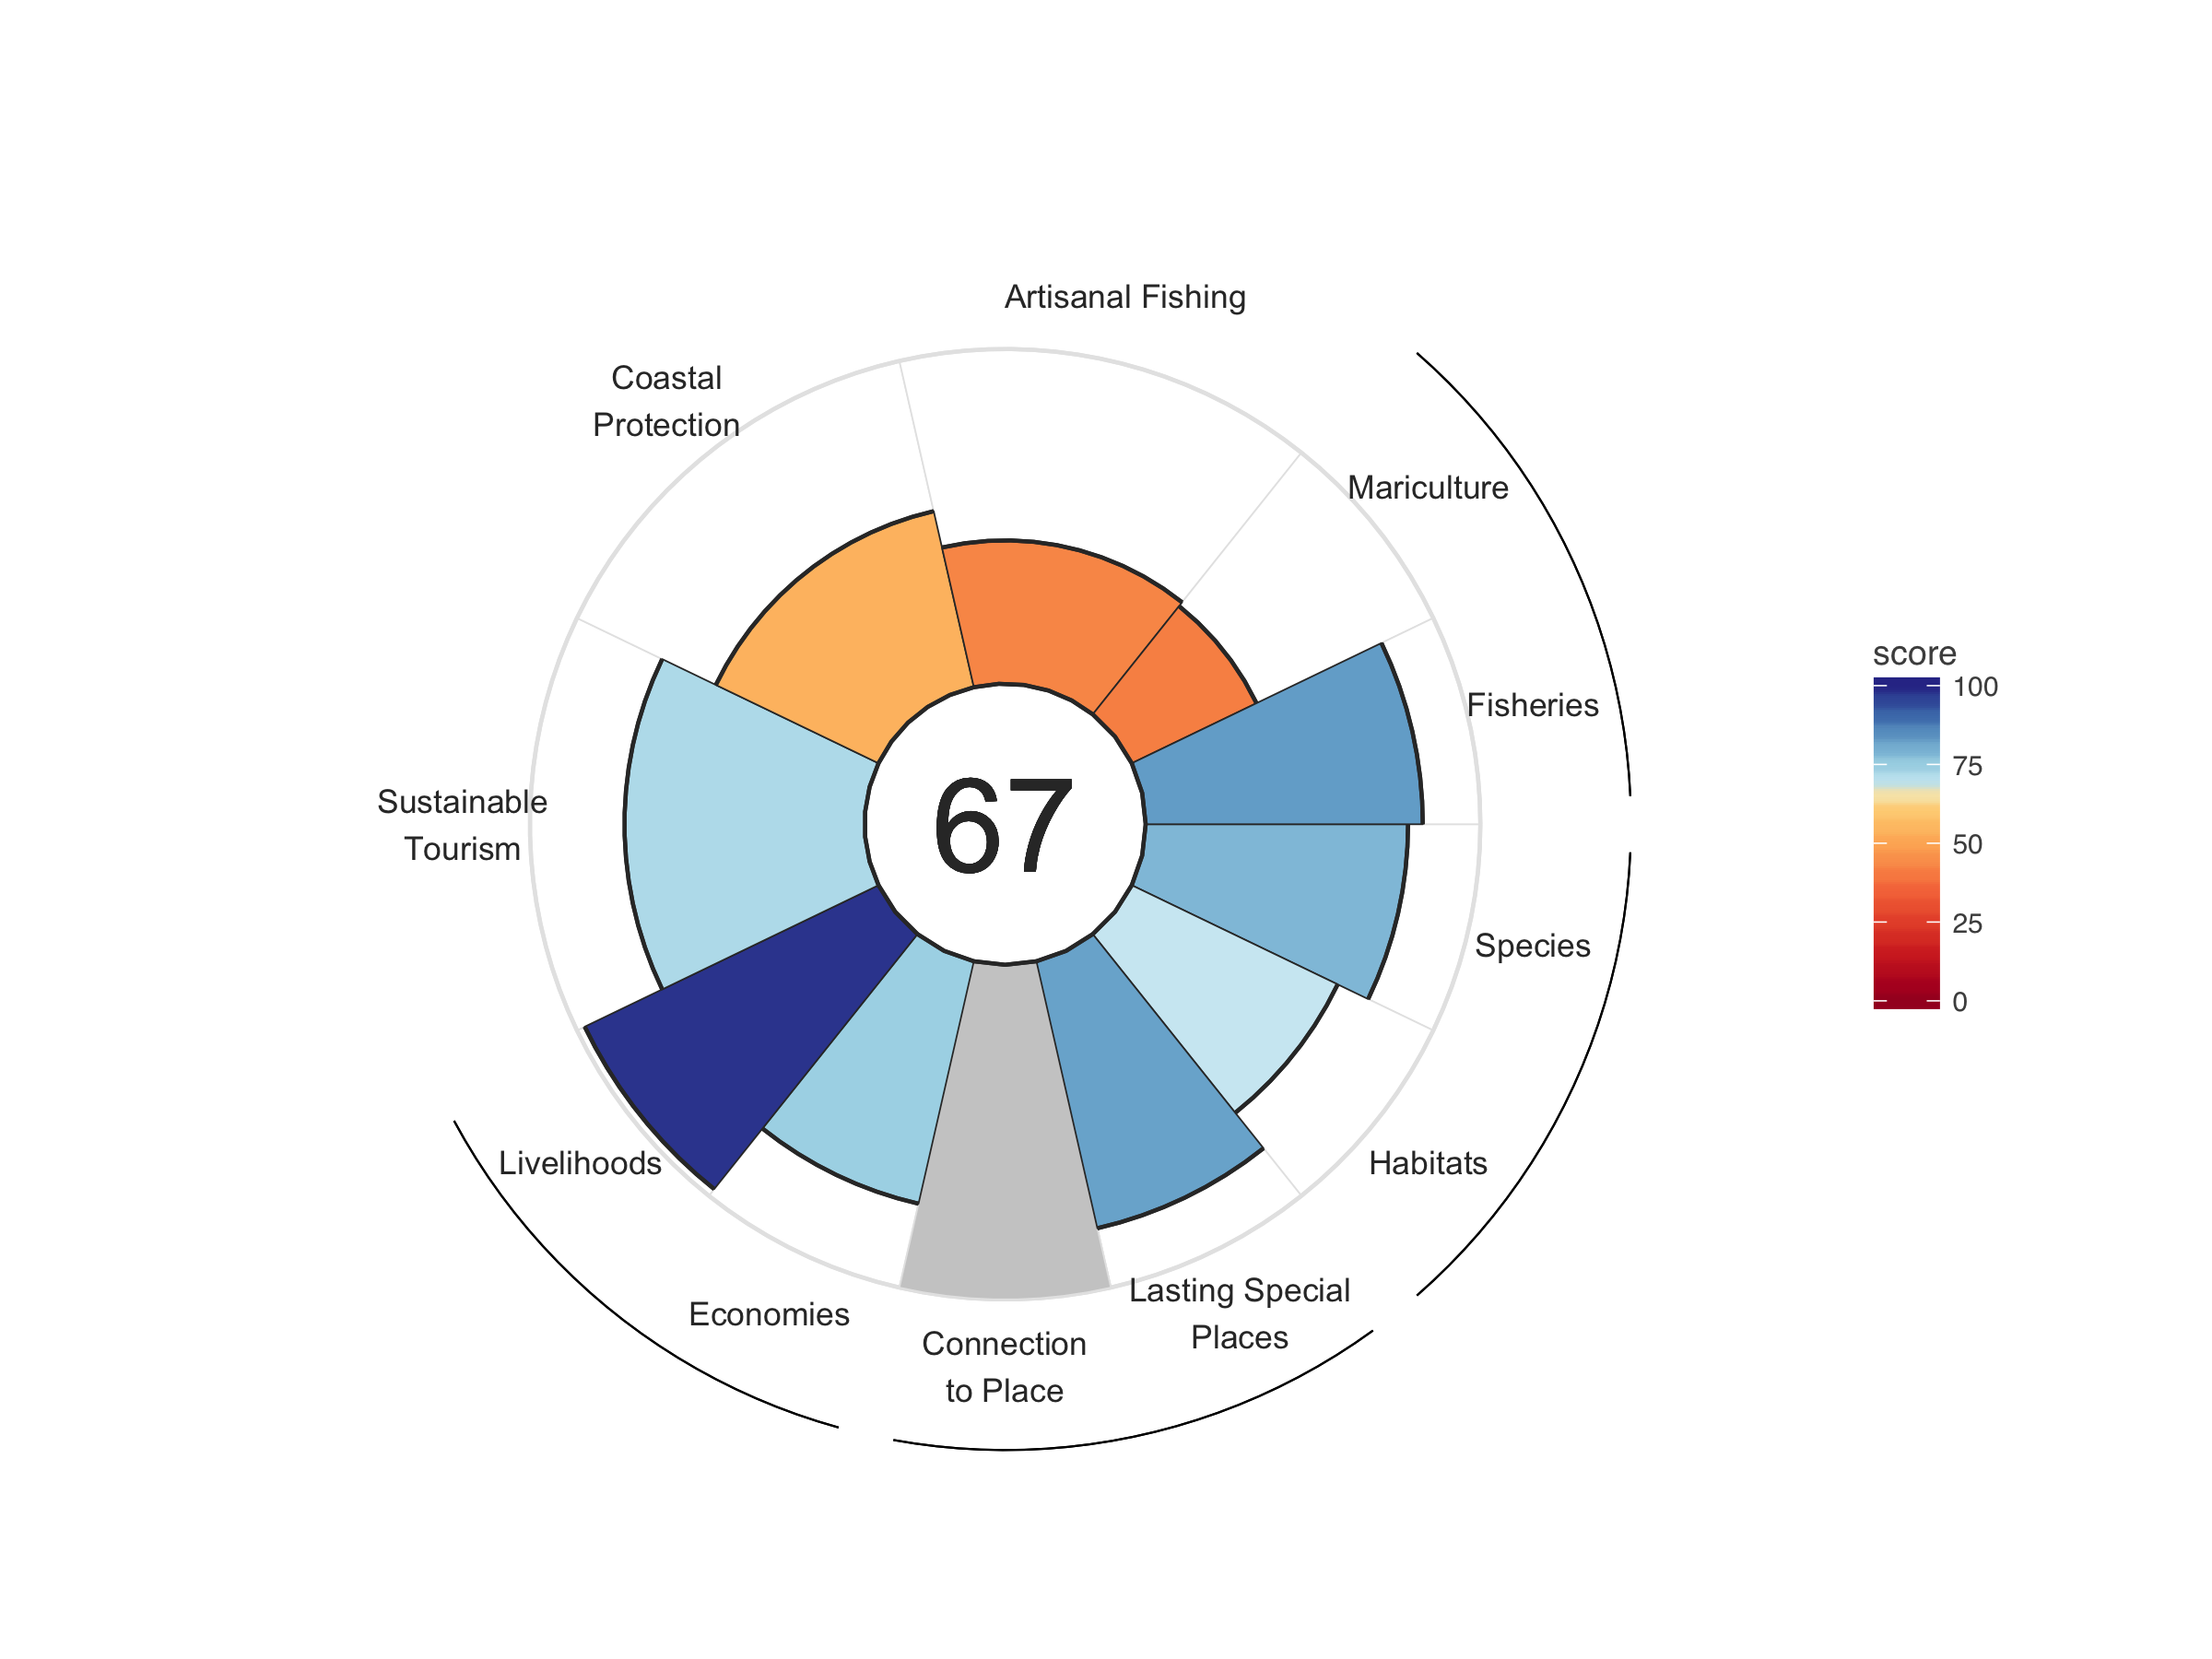 Artisanal Fishing
Coastal
Protection
Mariculture
Fisheries
Sustainable
Tourism
67
Species
Livelihoods
Habitats
Economies
Lasting Special
Places
Connection
to Place
score
100
75
50
25
0